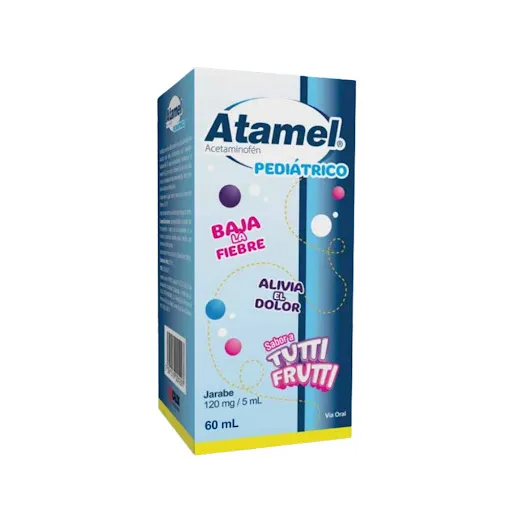 Atamel®
Acetaminofén
PEDIÁTRICO
BAJA
LA
FIEBRE
ALIVIA
EL
DOLOR
Sabor a
TUTTI
FRUTTI
Jarabe
120 mg / 5 mL
60 mL
Vía Oral